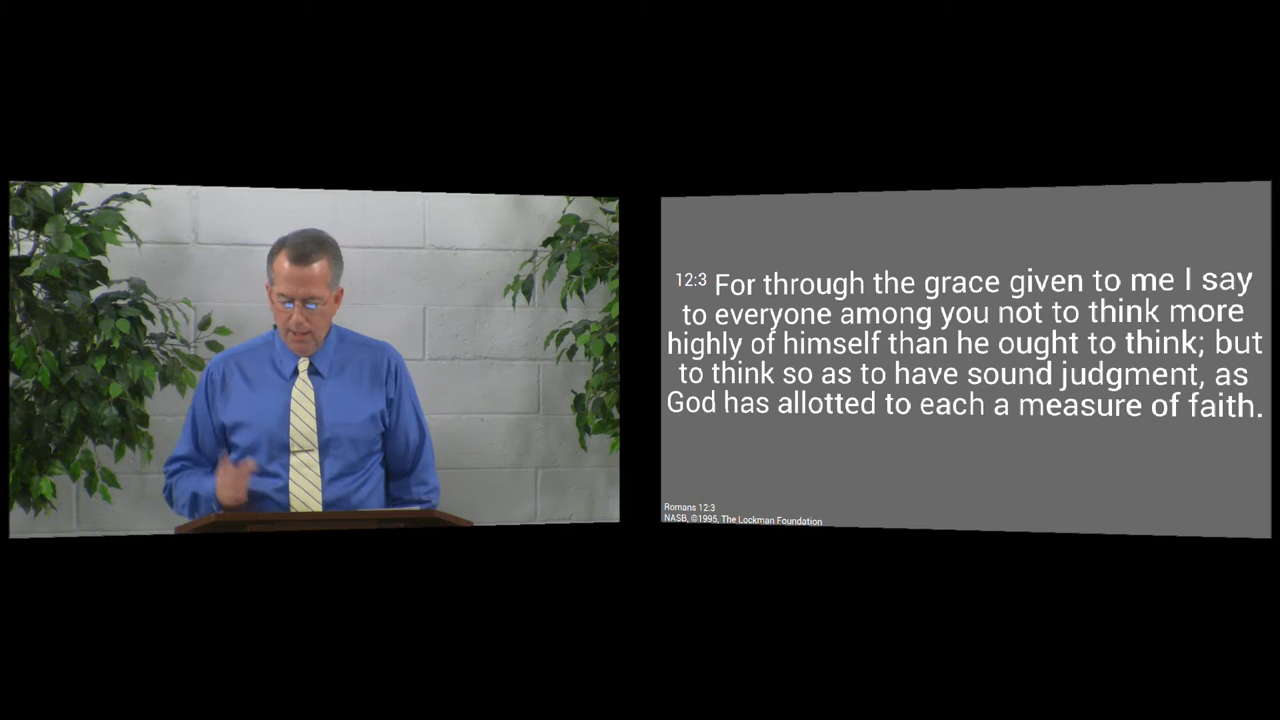 12:3 For through the grace given to me I say
to everyone among you not to think more
highly of himself than he ought to think; but
to think so as to have sound judgment, as
God has allotted to each a measure of faith.
Romans 12:3
NASB, ©1995, The Lockman Foundation